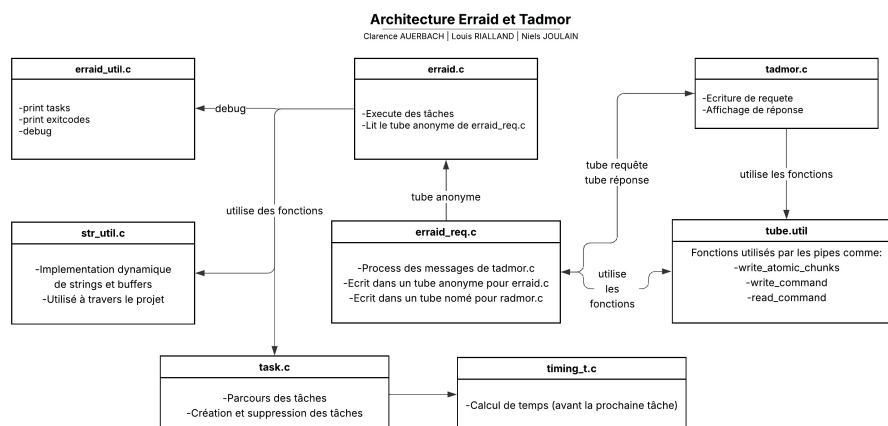 Architecture Erraid et Tadmor
Clarence AUERBACH | Louis RIALLAND | Niels JOULAIN
erraid_util.c
-print tasks
-print exitcodes
-debug
debug
erraid.c
-Execute des tâches
-Lit le tube anonyme de erraid_req.c
tadmor.c
-Ecriture de requete
-Affichage de réponse
tube requête
tube réponse
utilise les fonctions
tube anonyme
utilise des fonctions
str_util.c
-Implementation dynamique
de strings et buffers
-Utilisé à travers le projet
erraid_req.c
-Process des messages de tadmor.c
-Ecrit dans un tube anonyme pour erraid.c
-Ecrit dans un tube nomé pour radmor.c
utilise
les
fonctions
tube.util
Fonctions utilisés par les pipes comme:
-write_atomic_chunks
-write_command
-read_command
task.c
-Parcours des tâches
-Création et suppression des tâches
timing_t.c
-Calcul de temps (avant la prochaine tâche)